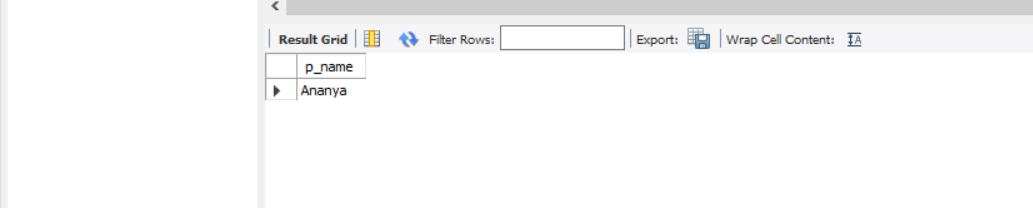 Result Grid Filter Rows: Export: Wrap Cell Content:
p_name
Ananya